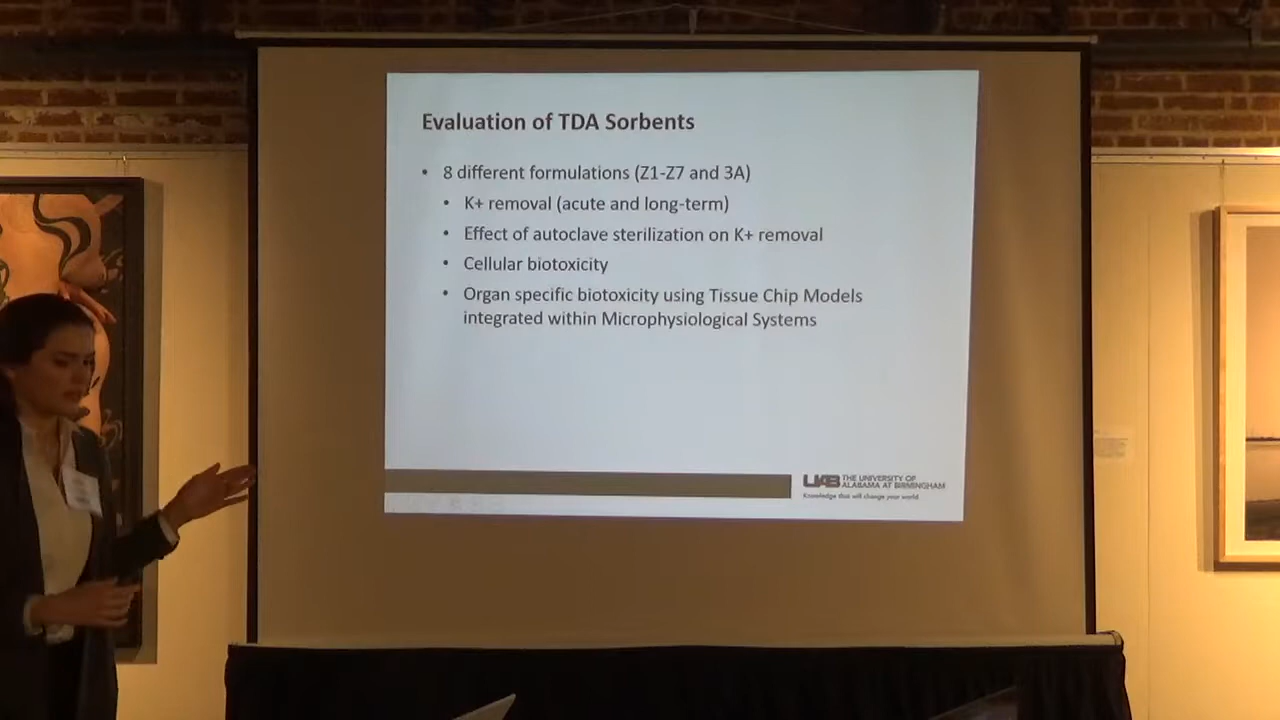 Evaluation of TDA Sorbents
• 8 different formulations (Z1-Z7 and 3A)
• K+ removal (acute and long-term)
• Effect of autoclave sterilization on K+ removal
• Cellular biotoxicity
• Organ specific biotoxicity using Tissue Chip Models
integrated within Microphysiological Systems
UAB THE UNIVERSITY OF
ALABAMA AT BIRMINGHAM
Knowledge that will change your world